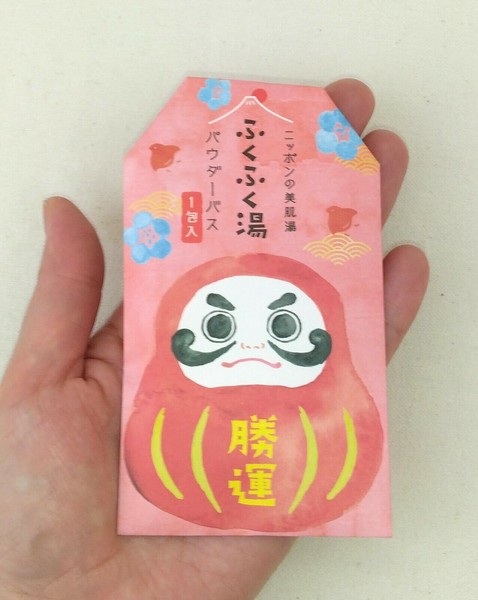 ニッポンの美肌湯
ふくふく湯
パウダーバス
1包入
勝運